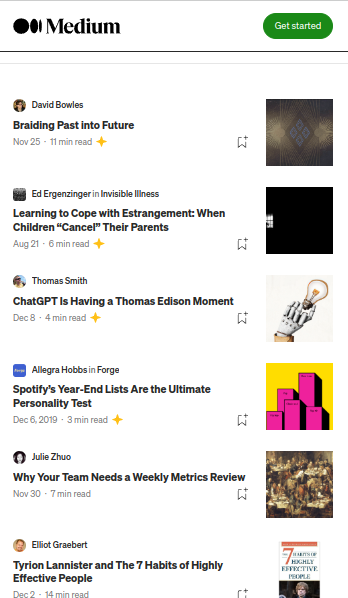 Medium
Get started
David Bowles
Braiding Past into Future
Nov 25 · 11 min read
Ed Ergenzinger in Invisible Illness
Learning to Cope with Estrangement: When
Children “Cancel” Their Parents
Aug 21 · 6 min read
Thomas Smith
ChatGPT Is Having a Thomas Edison Moment
Dec 8 · 4 min read
Allegra Hobbs in Forge
Spotify’s Year-End Lists Are the Ultimate
Personality Test
Dec 6, 2019 · 3 min read
Julie Zhuo
Why Your Team Needs a Weekly Metrics Review
Nov 30 · 7 min read
Elliot Graebert
Tyrion Lannister and The 7 Habits of Highly
Effective People
Dec 2 · 14 min read
7 HABITS OF
HIGHLY
EFFECTIVE
PEOPLE